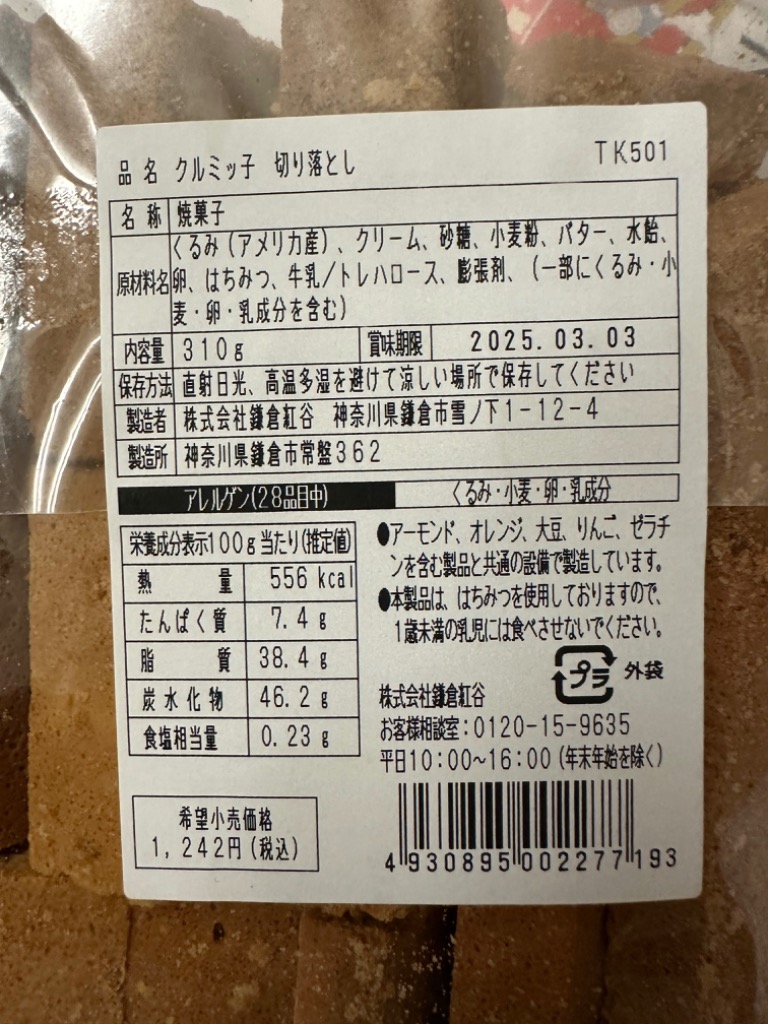 品名 クルミッ子 切り落とし TK501
名称 焼菓子
原材料名 くるみ（アメリカ産）、クリーム、砂糖、小麦粉、バター、水飴、
卵、はちみつ、牛乳/トレハロース、膨張剤、（一部にくるみ・小
麦・卵・乳成分を含む）
内容量 310g 賞味期限 2025.03.03
保存方法 直射日光、高温多湿を避けて涼しい場所で保存してください
製造者 株式会社鎌倉紅谷 神奈川県鎌倉市雪ノ下1-12-4
製造所 神奈川県鎌倉市常盤362
アレルゲン(28品目中) くるみ・小麦・卵・乳成分
栄養成分表示100g当たり(推定値)
熱量 556 kcal
たんぱく質 7.4 g
脂質 38.4 g
炭水化物 46.2 g
食塩相当量 0.23 g
●アーモンド、オレンジ、大豆、りんご、ゼラチ
ンを含む製品と共通の設備で製造しています。
●本製品は、はちみつを使用しておりますので、
1歳未満の乳児には食べさせないでください。
プラ 外袋
株式会社鎌倉紅谷
お客様相談室:0120-15-9635
平日10:00～16:00(年末年始を除く)
希望小売価格
1,242円(税込)
4 930895 002277 193